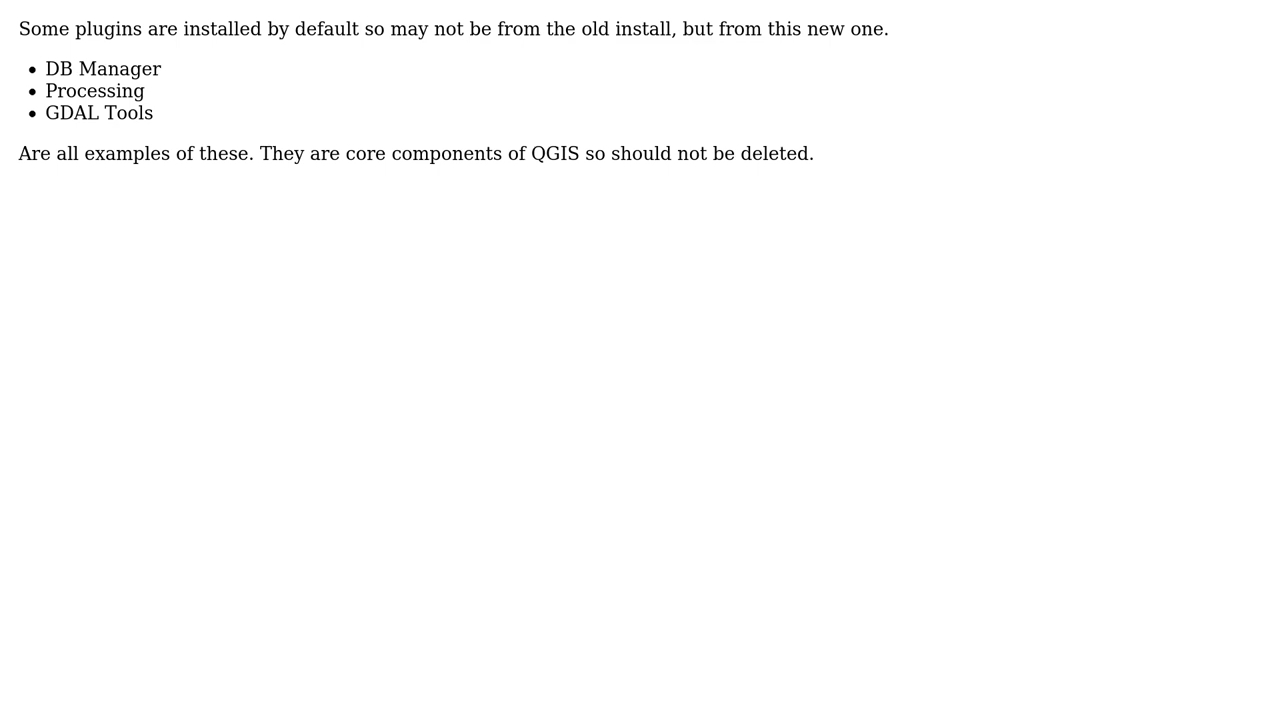 Some plugins are installed by default so may not be from the old install, but from this new one.
• DB Manager
• Processing
• GDAL Tools
Are all examples of these. They are core components of QGIS so should not be deleted.